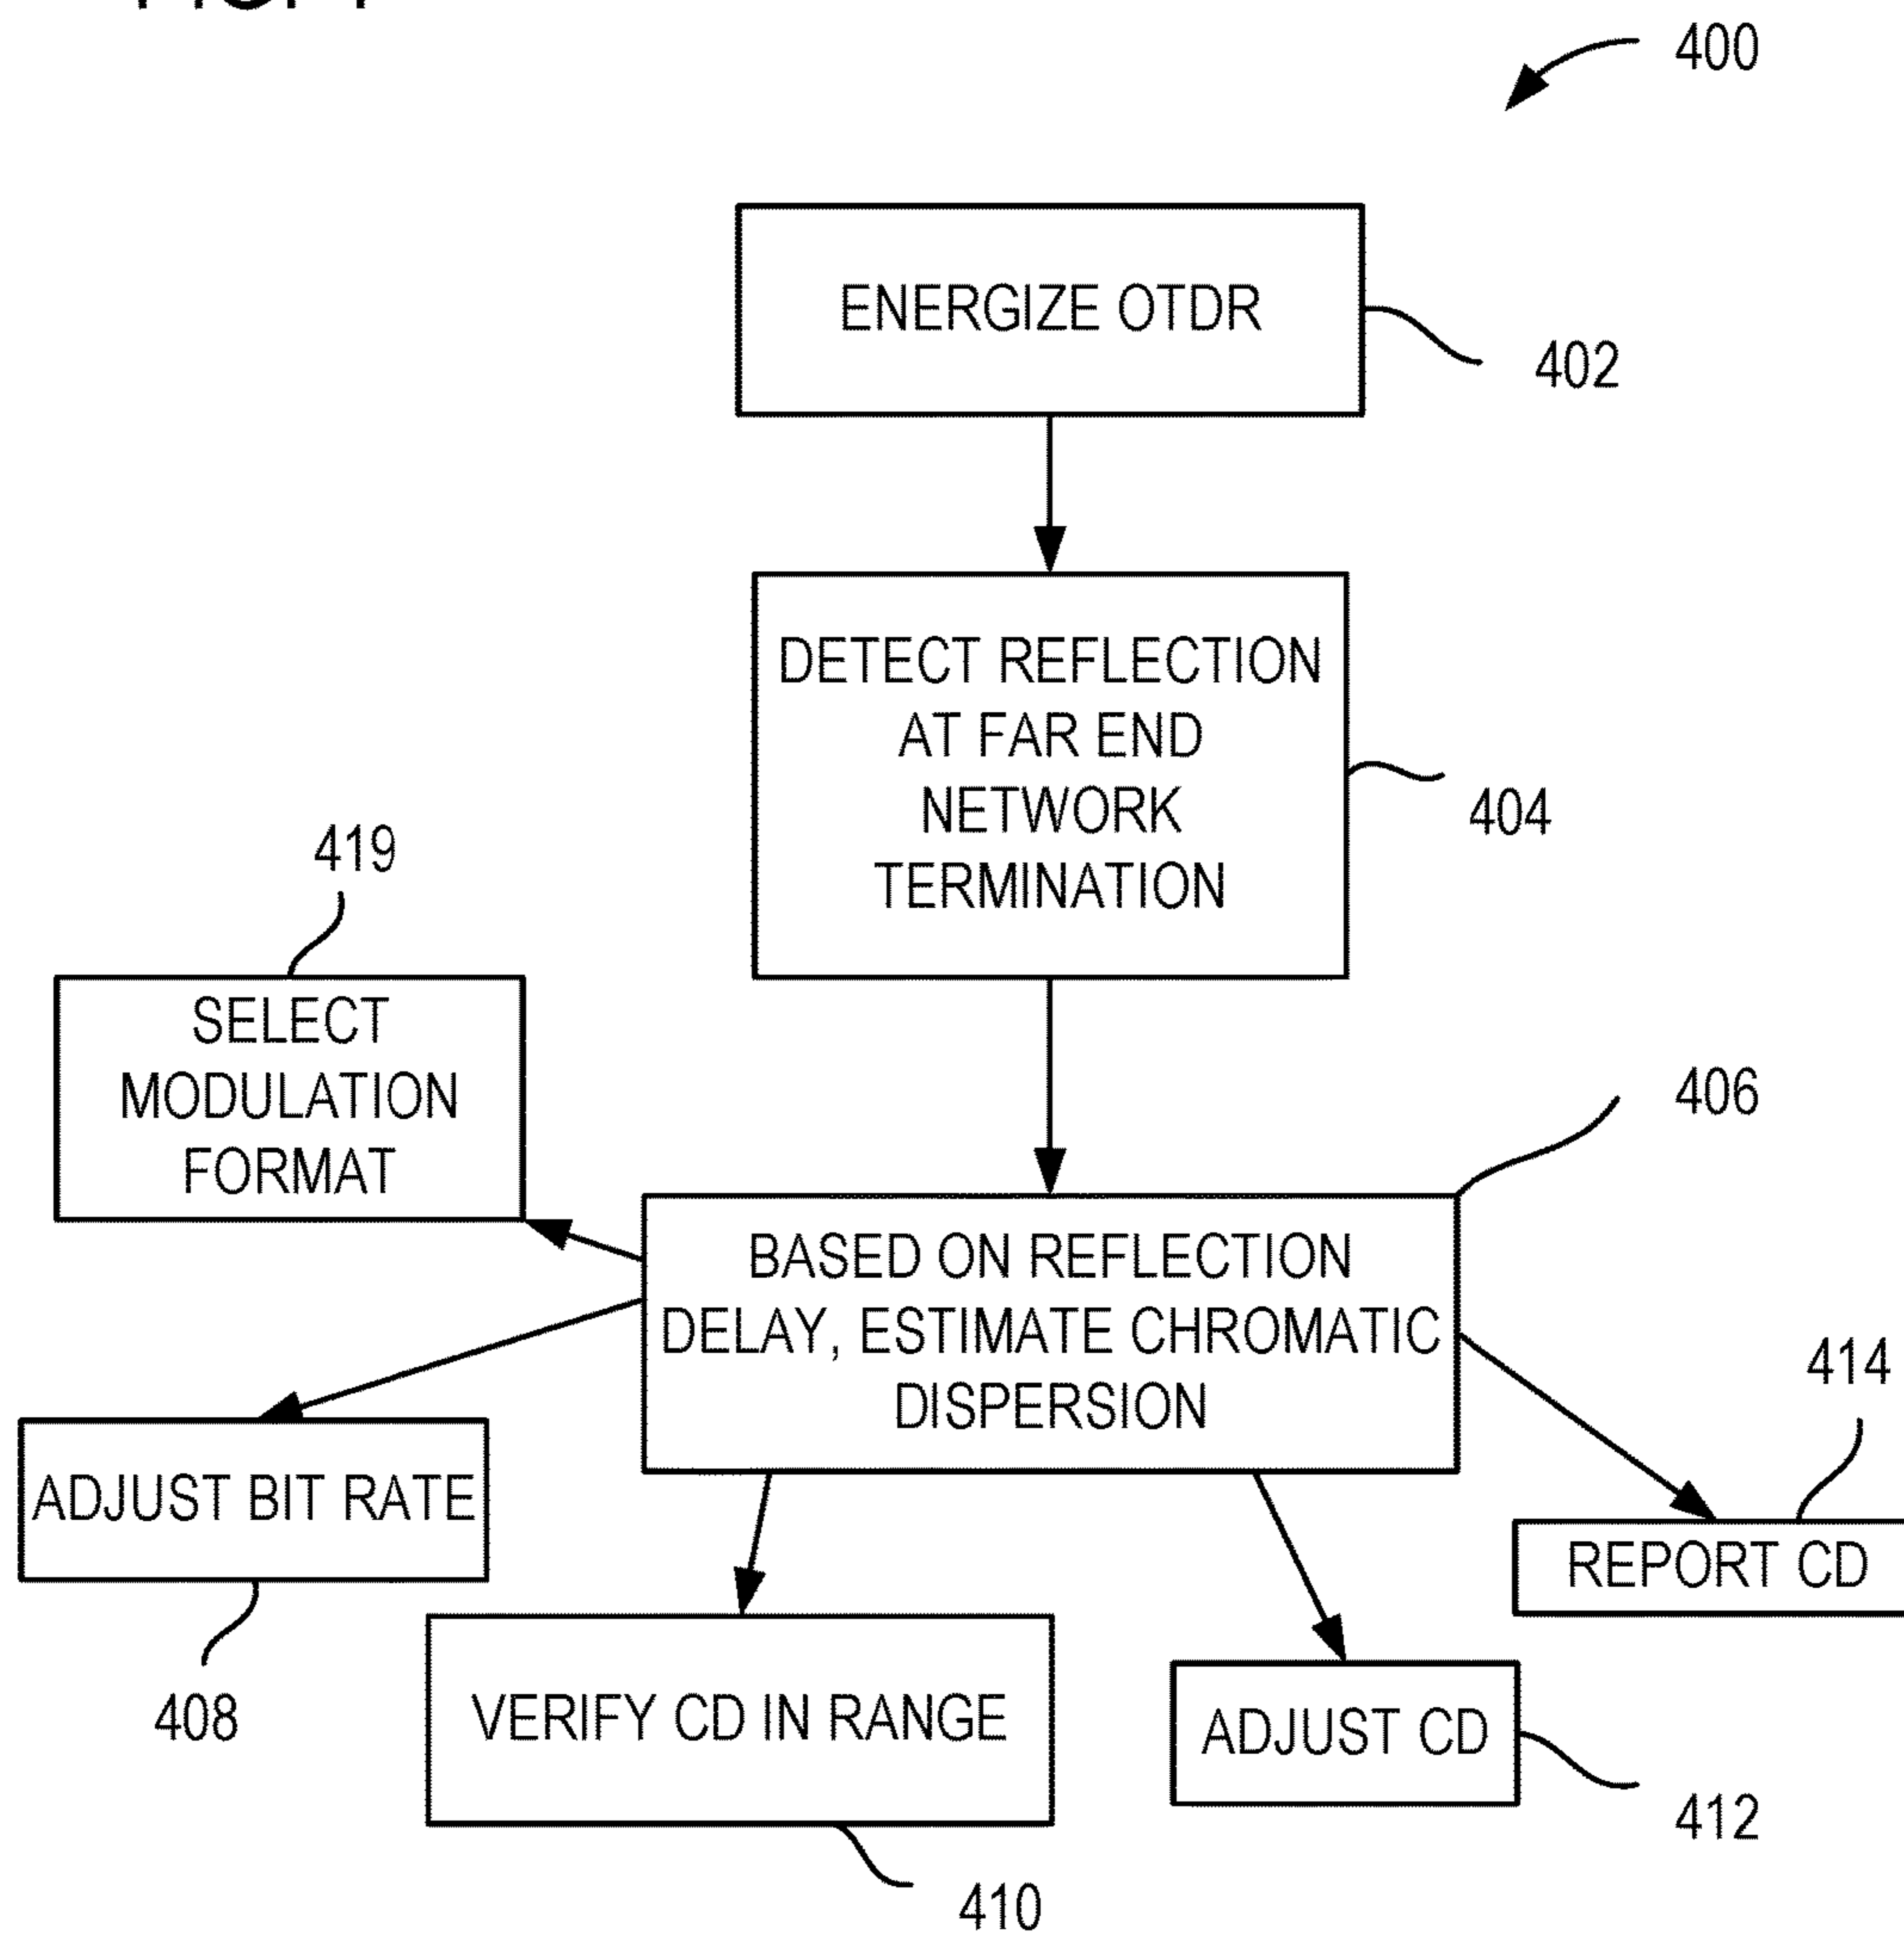 400
ENERGIZE OTDR
402
DETECT REFLECTION
AT FAR END
NETWORK
TERMINATION
404
419
SELECT
MODULATION
FORMAT
406
BASED ON REFLECTION
DELAY, ESTIMATE CHROMATIC
DISPERSION
414
ADJUST BIT RATE
REPORT CD
408
VERIFY CD IN RANGE
ADJUST CD
412
410